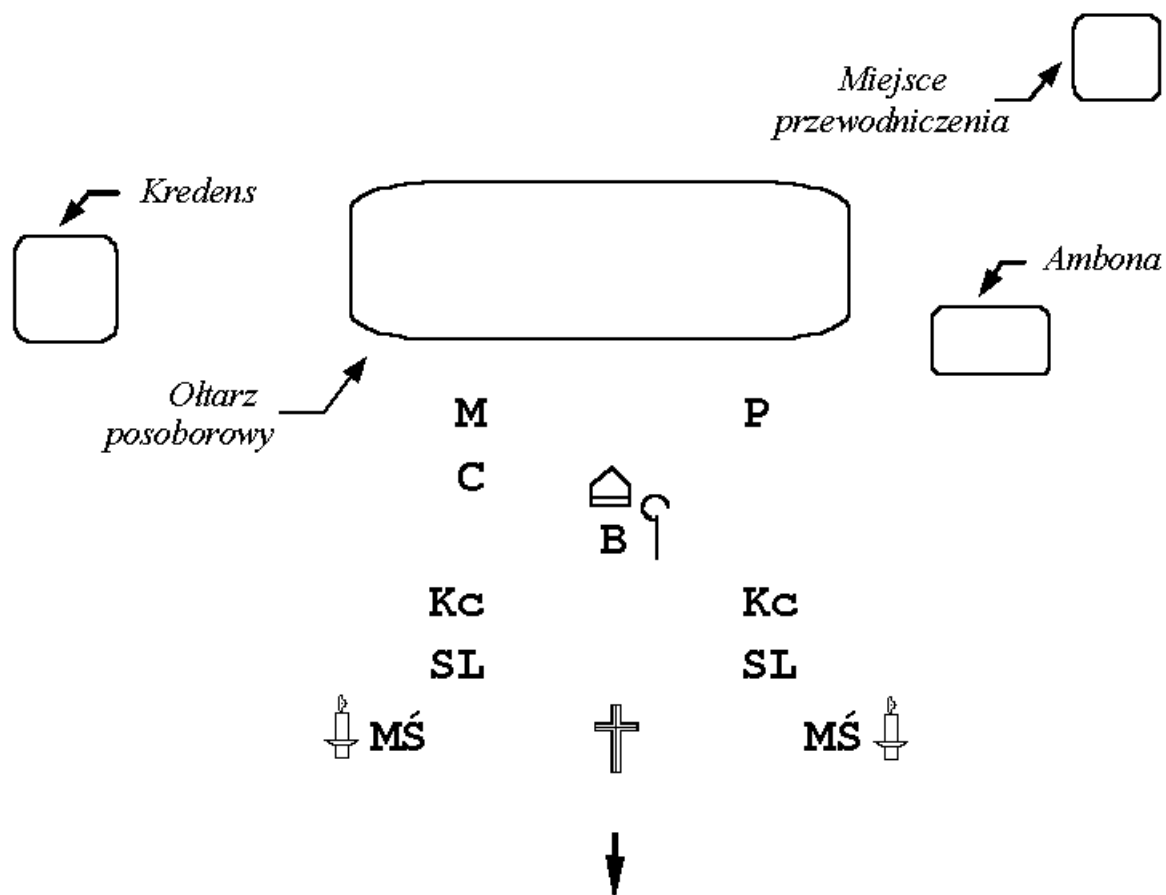 Miejsce
przewodniczenia
Kredens
Ambona
Ołtarz
posoborowy
M P
C
B
Kc Kc
SL SL
MŚ MŚ